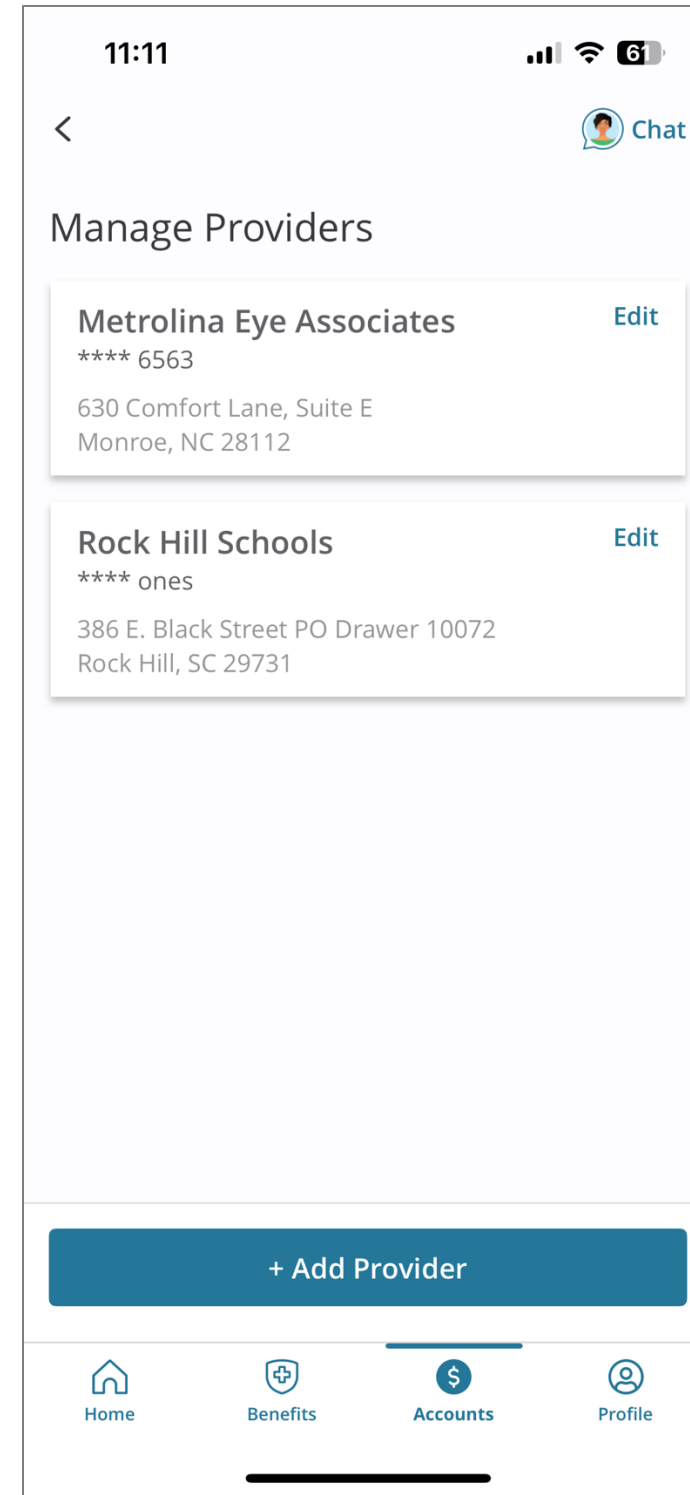 11:11
61
Chat
Manage Providers
Metrolina Eye Associates
Edit
**** 6563
630 Comfort Lane, Suite E
Monroe, NC 28112
Rock Hill Schools
Edit
**** ones
386 E. Black Street PO Drawer 10072
Rock Hill, SC 29731
+ Add Provider
Home
Benefits
$
Accounts
Profile